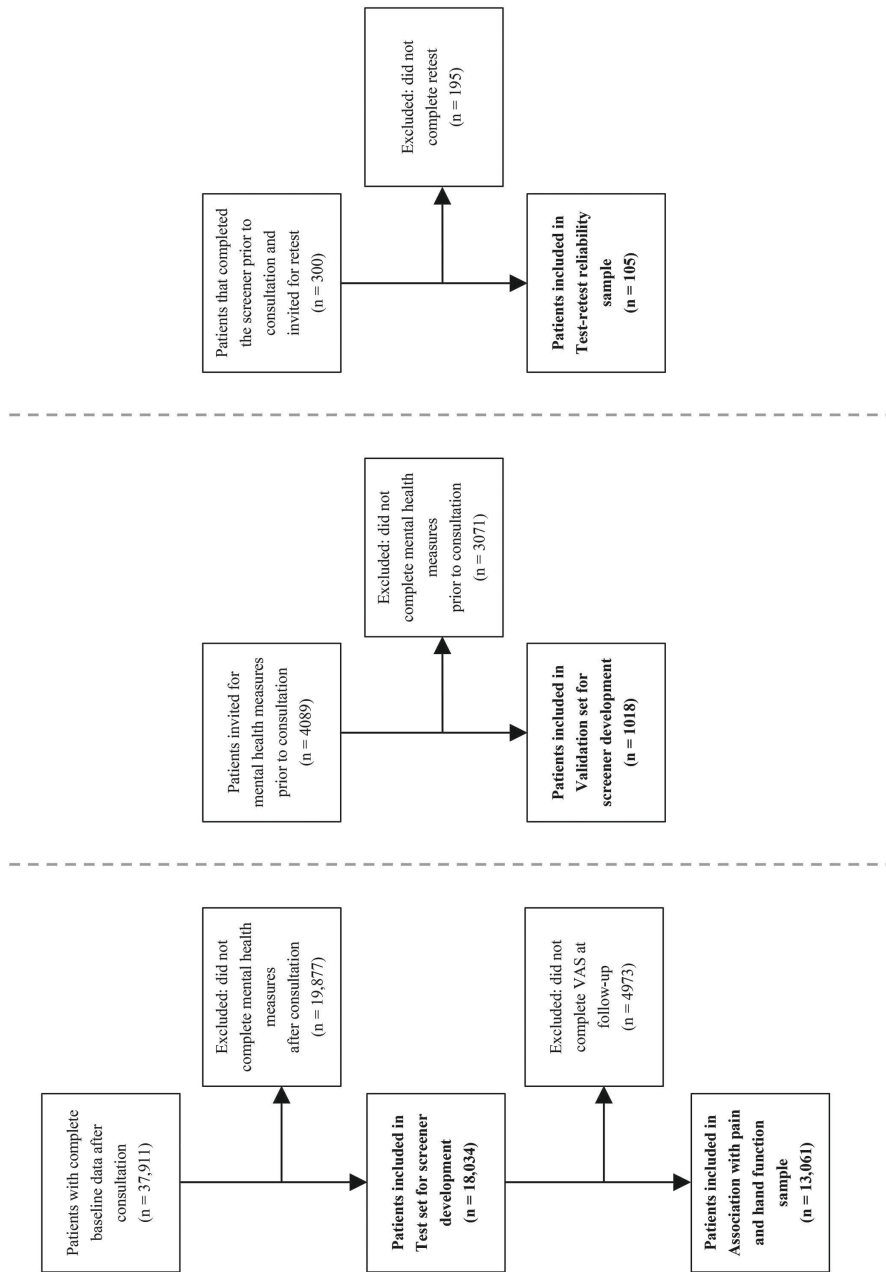 Patients with complete
baseline data after
consultation
(n = 37,911)
Excluded: did not
complete mental health
measures
after consultation
(n = 19,877)
Patients included in
Test set for screener
development
(n = 18,034)
Excluded: did not
complete VAS at
follow-up
(n = 4973)
Patients included in
Association with pain
and hand function
sample
(n = 13,061)
Patients invited for
mental health measures
prior to consultation
(n = 4089)
Excluded: did not
complete mental health
measures
prior to consultation
(n = 3071)
Patients included in
Validation set for
screener development
(n = 1018)
Patients that completed
the screener prior to
consultation and
invited for retest
(n = 300)
Excluded: did not
complete retest
(n = 195)
Patients included in
Test-retest reliability
sample
(n = 105)